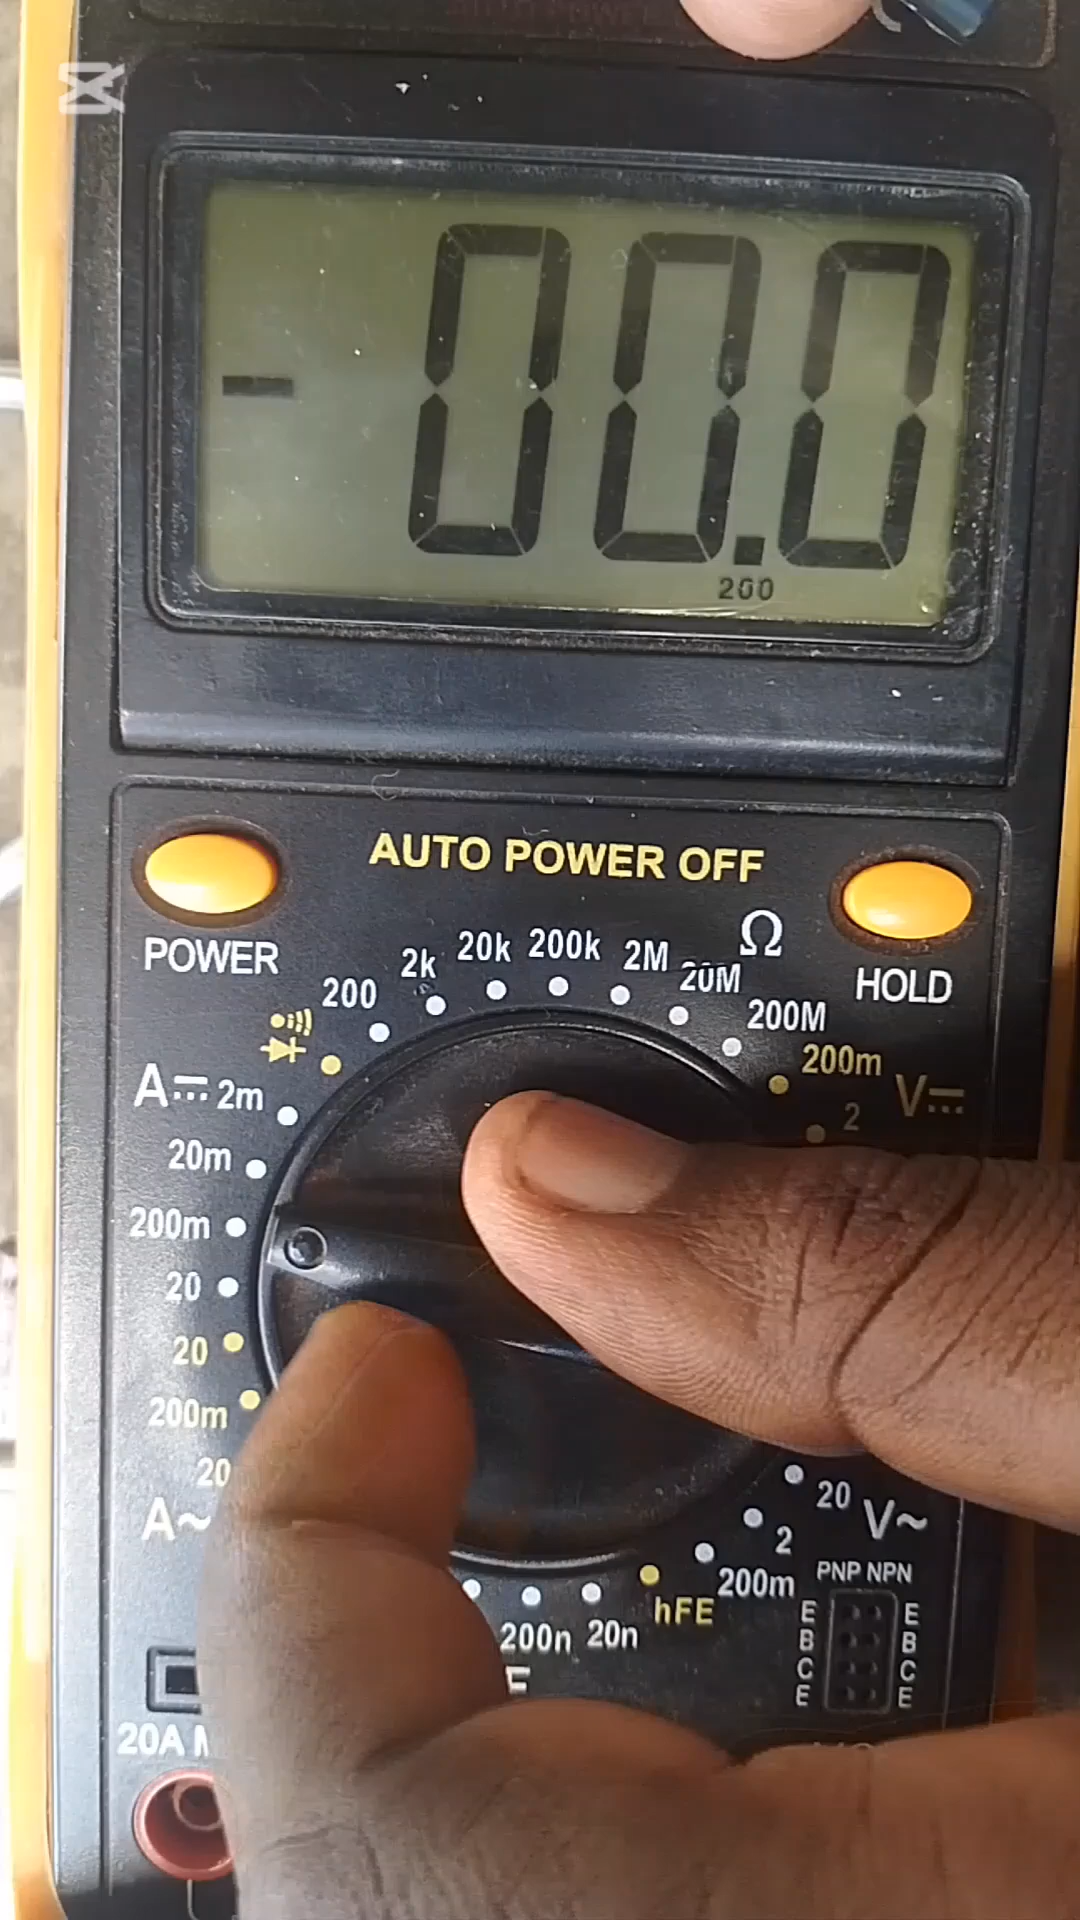 - 00.0
200
AUTO POWER OFF
POWER
HOLD
200 2k 20k 200k 2M 20M 200M Ω
A 2m
20m
200m
20
20
200m
20
A~
200m V
2
20 V~
2
200m
hFE
20n
200n
F
PNP NPN
E E
B B
C C
E E
20A